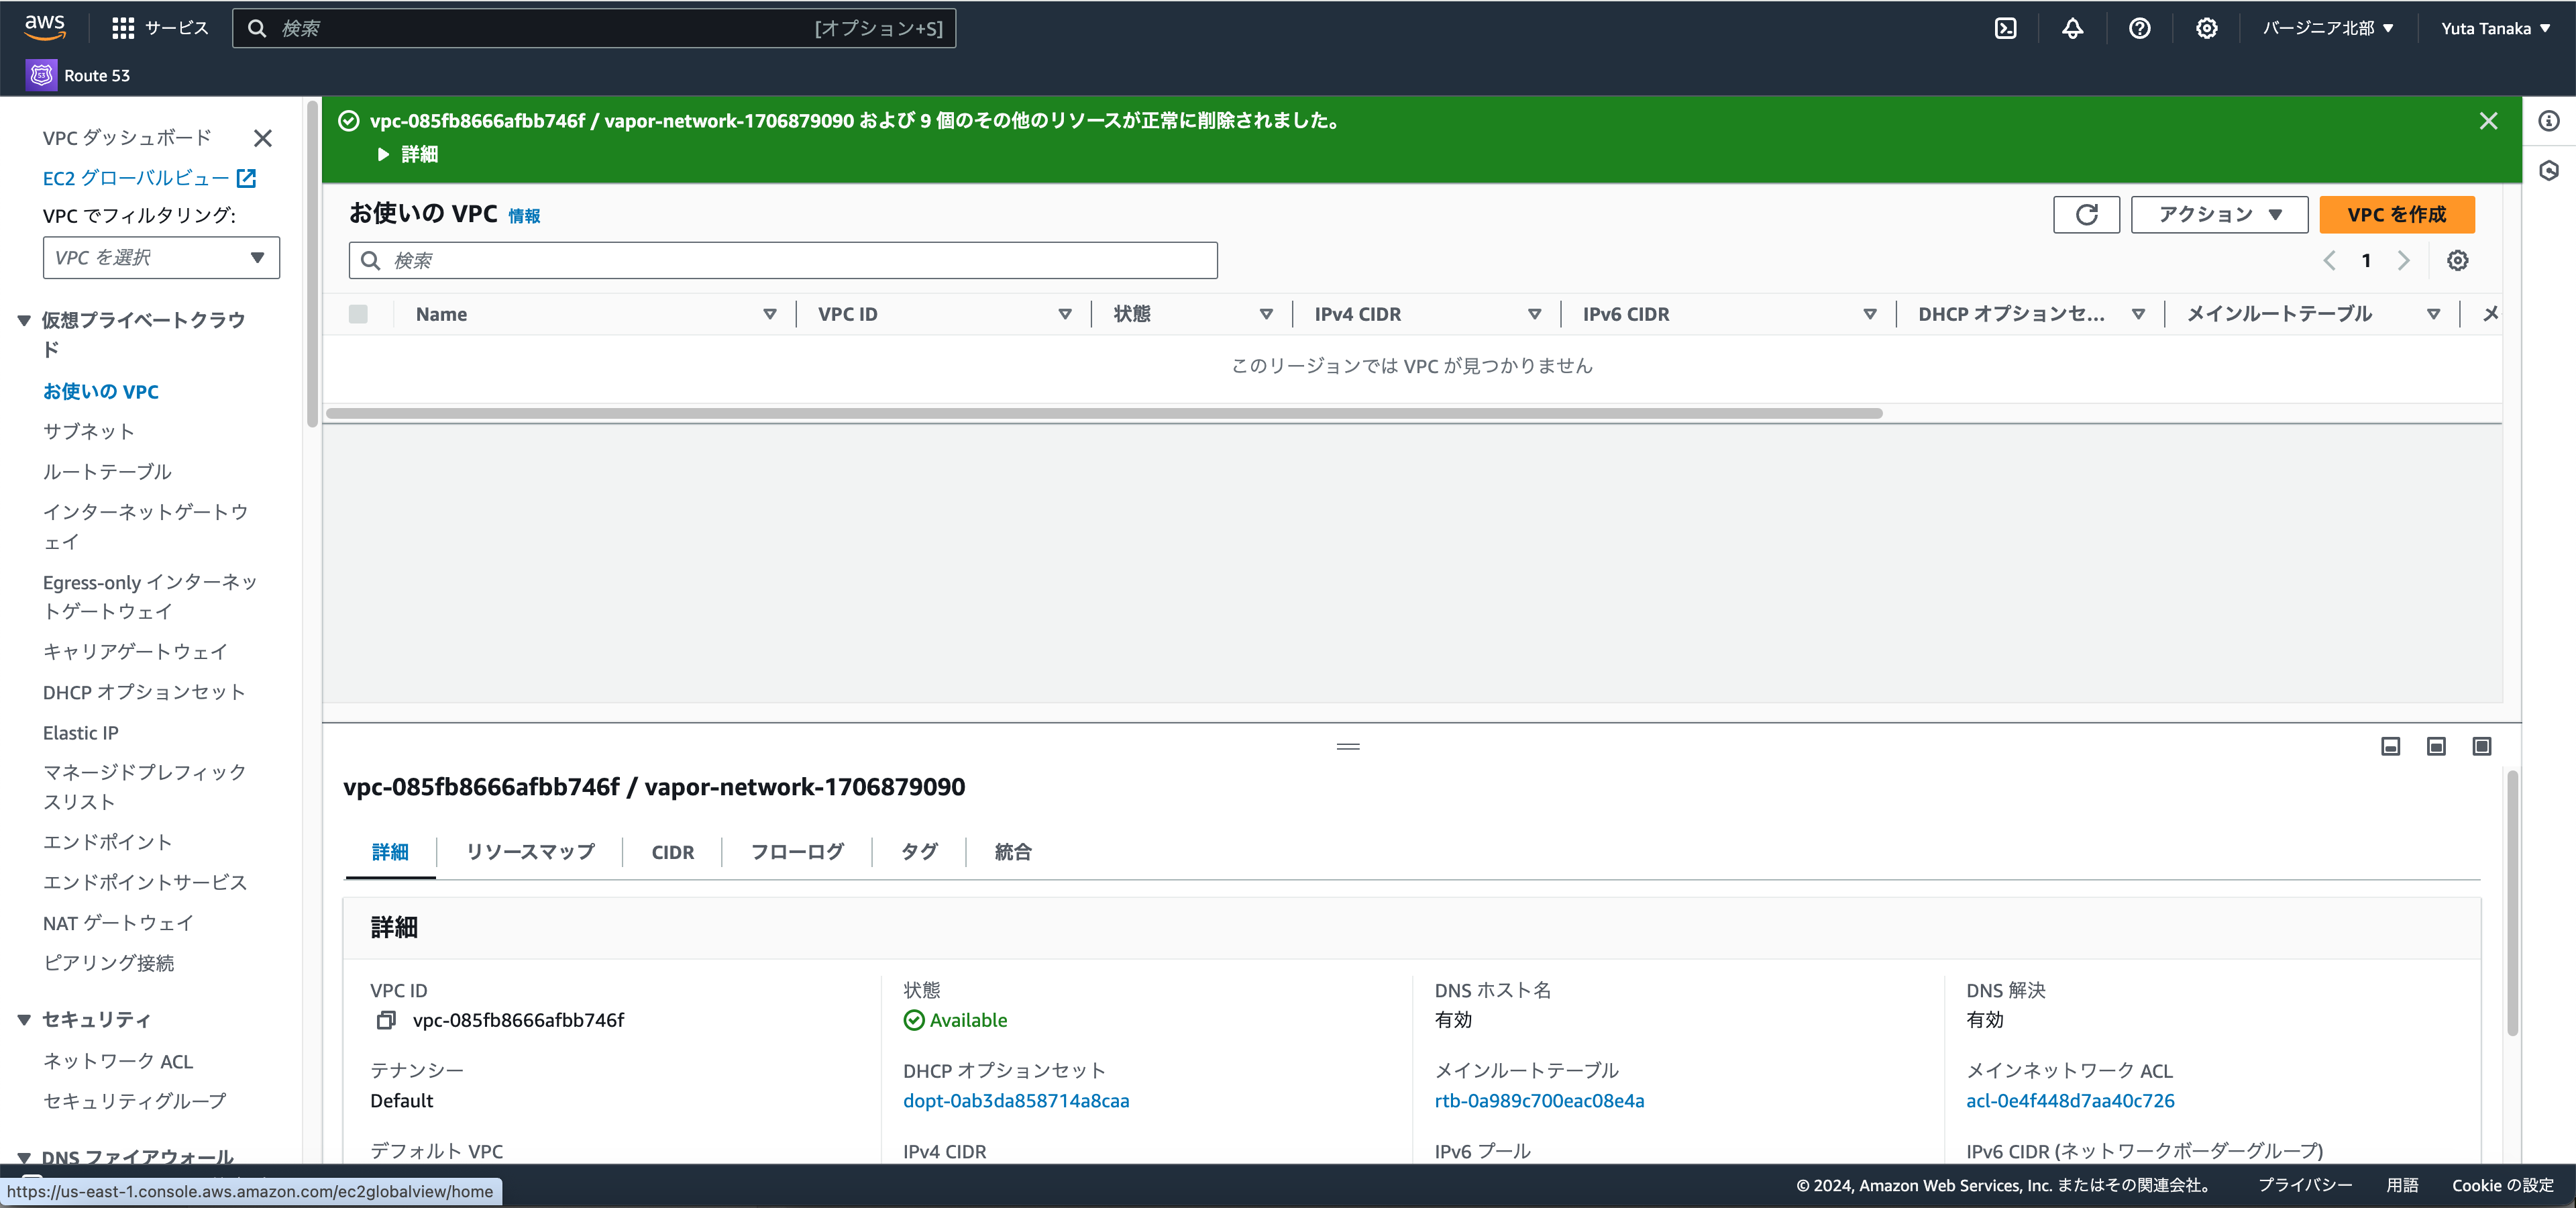 aws
サービス
検索
[オプション+S]
バージニア北部
Yuta Tanaka
Route 53
VPC ダッシュボード
EC2 グローバルビュー
VPC でフィルタリング:
VPC を選択
仮想プライベートクラウ
ド
お使いの VPC
サブネット
ルートテーブル
インターネットゲートウ
ェイ
Egress-only インターネッ
トゲートウェイ
キャリアゲートウェイ
DHCP オプションセット
Elastic IP
マネージドプレフィック
スリスト
エンドポイント
エンドポイントサービス
NAT ゲートウェイ
ピアリング接続
セキュリティ
ネットワーク ACL
セキュリティグループ
DNS ファイアウォール
vpc-085fb8666afbb746f / vapor-network-1706879090 および 9 個のその他のリソースが正常に削除されました。
詳細
お使いの VPC 情報
アクション
VPC を作成
検索
1
Name
VPC ID
状態
IPv4 CIDR
IPv6 CIDR
DHCP オプションセ...
メインルートテーブル
メ
このリージョンでは VPC が見つかりません
vpc-085fb8666afbb746f / vapor-network-1706879090
詳細
リソースマップ
CIDR
フローログ
タグ
統合
詳細
VPC ID
vpc-085fb8666afbb746f
状態
Available
DNS ホスト名
有効
DNS 解決
有効
テナンシー
Default
DHCP オプションセット
dopt-0ab3da858714a8caa
メインルートテーブル
rtb-0a989c700eac08e4a
メインネットワーク ACL
acl-0e4f448d7aa40c726
デフォルト VPC
IPv4 CIDR
IPv6 プール
IPv6 CIDR (ネットワークボーダーグループ)
https://us-east-1.console.aws.amazon.com/ec2globalview/home
© 2024, Amazon Web Services, Inc. またはその関連会社。
プライバシー
用語
Cookie の設定